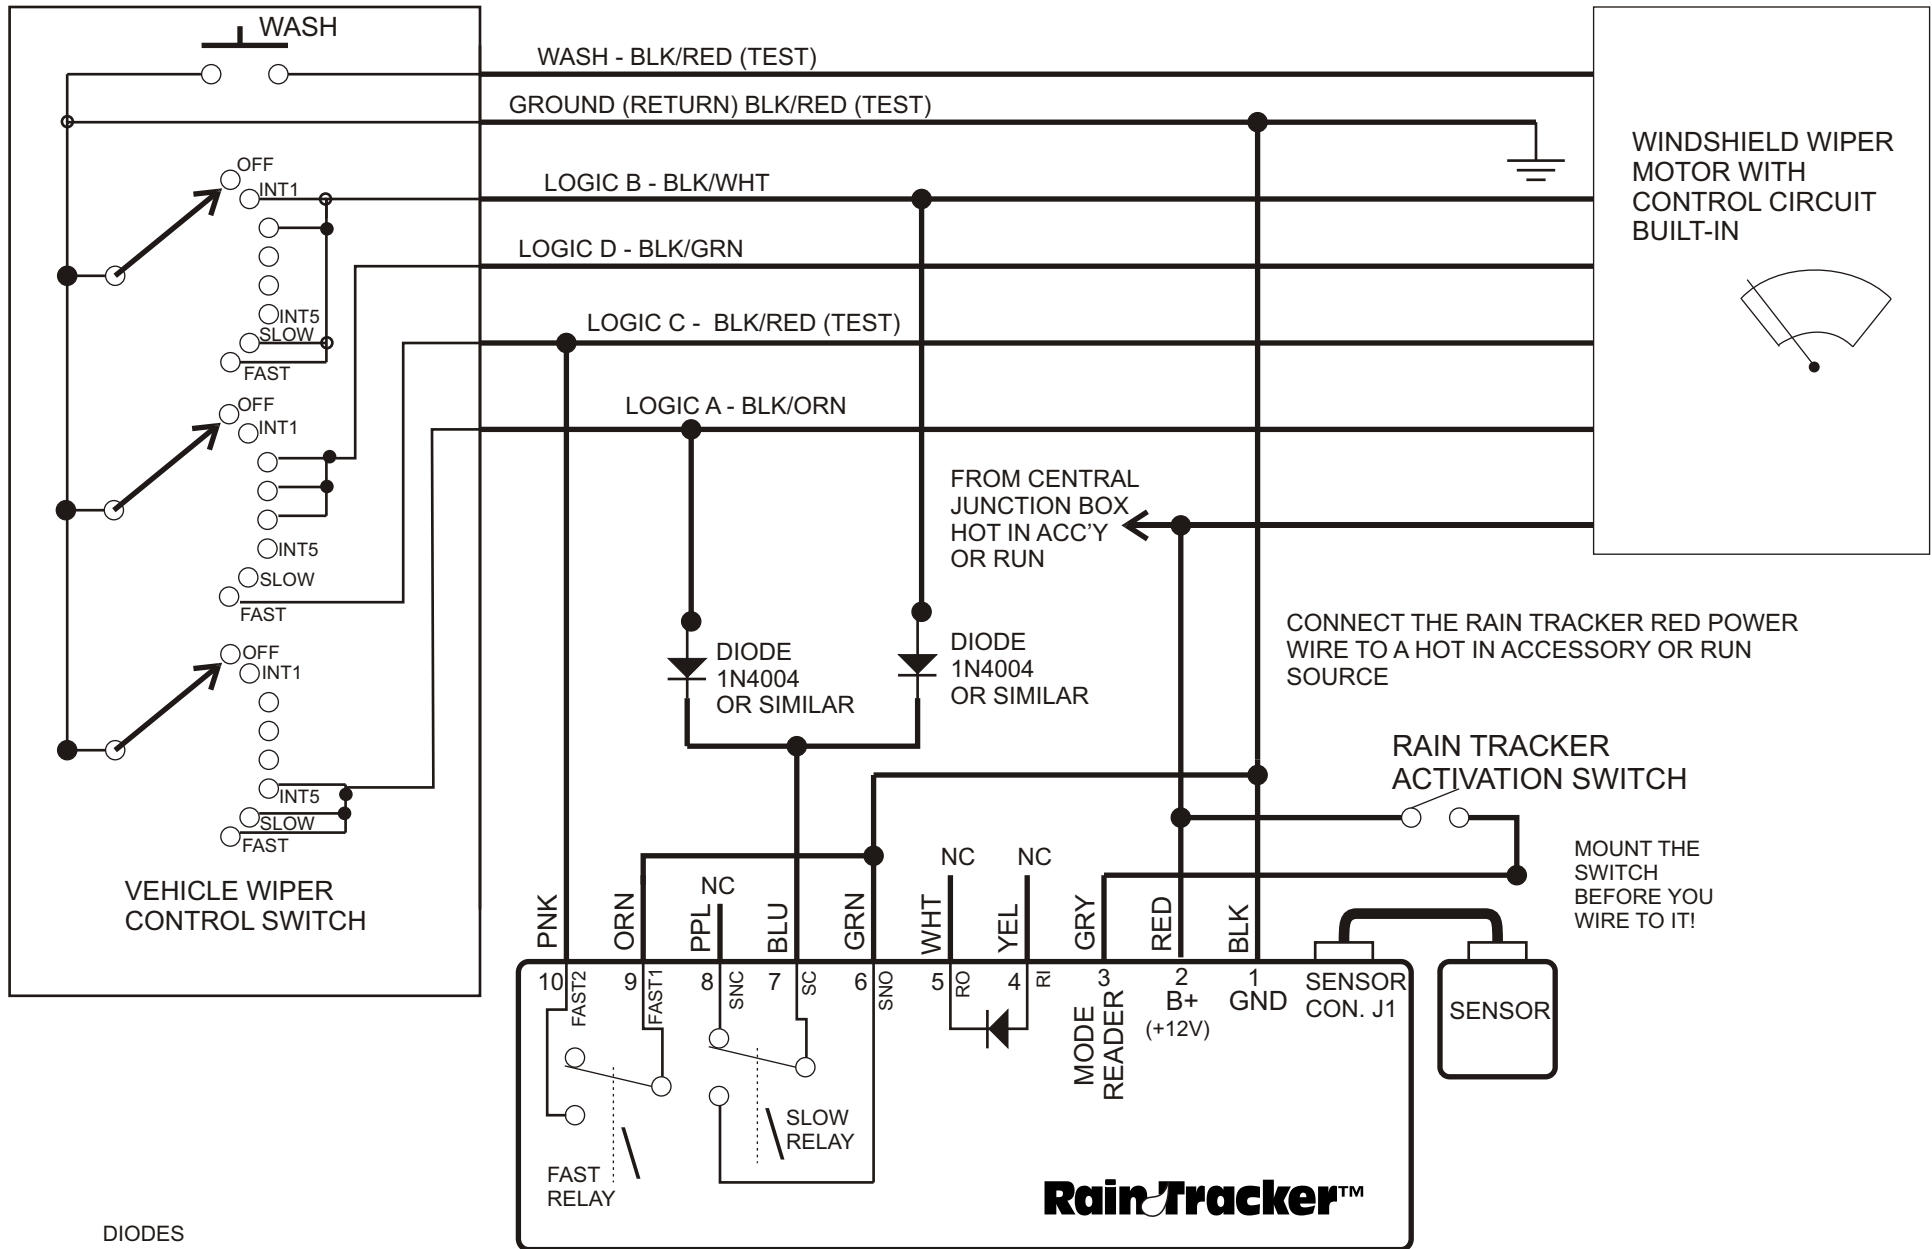 WASH
WASH - BLK/RED (TEST)
GROUND (RETURN) BLK/RED (TEST)
LOGIC B - BLK/WHT
LOGIC D - BLK/GRN
LOGIC C - BLK/RED (TEST)
LOGIC A - BLK/ORN
OFF
INT1
INT5
SLOW
FAST
OFF
INT1
INT5
SLOW
FAST
OFF
INT1
INT5
SLOW
FAST
VEHICLE WIPER
CONTROL SWITCH
WINDSHIELD WIPER
MOTOR WITH
CONTROL CIRCUIT
BUILT-IN
FROM CENTRAL
JUNCTION BOX
HOT IN ACC'Y
OR RUN
DIODE
1N4004
OR SIMILAR
DIODE
1N4004
OR SIMILAR
CONNECT THE RAIN TRACKER RED POWER
WIRE TO A HOT IN ACCESSORY OR RUN
SOURCE
RAIN TRACKER
ACTIVATION SWITCH
MOUNT THE
SWITCH
BEFORE YOU
WIRE TO IT!
NC
NC
NC
PNK
ORN
PPL
BLU
GRN
WHT
YEL
GRY
RED
BLK
10
FAST2
9
FAST1
8
SNC
7
SC
6
SNO
5
RO
4
RI
3
MODE
READER
2
B+
(+12V)
1
GND
SENSOR
CON. J1
SENSOR
SLOW
RELAY
FAST
RELAY
RainTracker™
DIODES